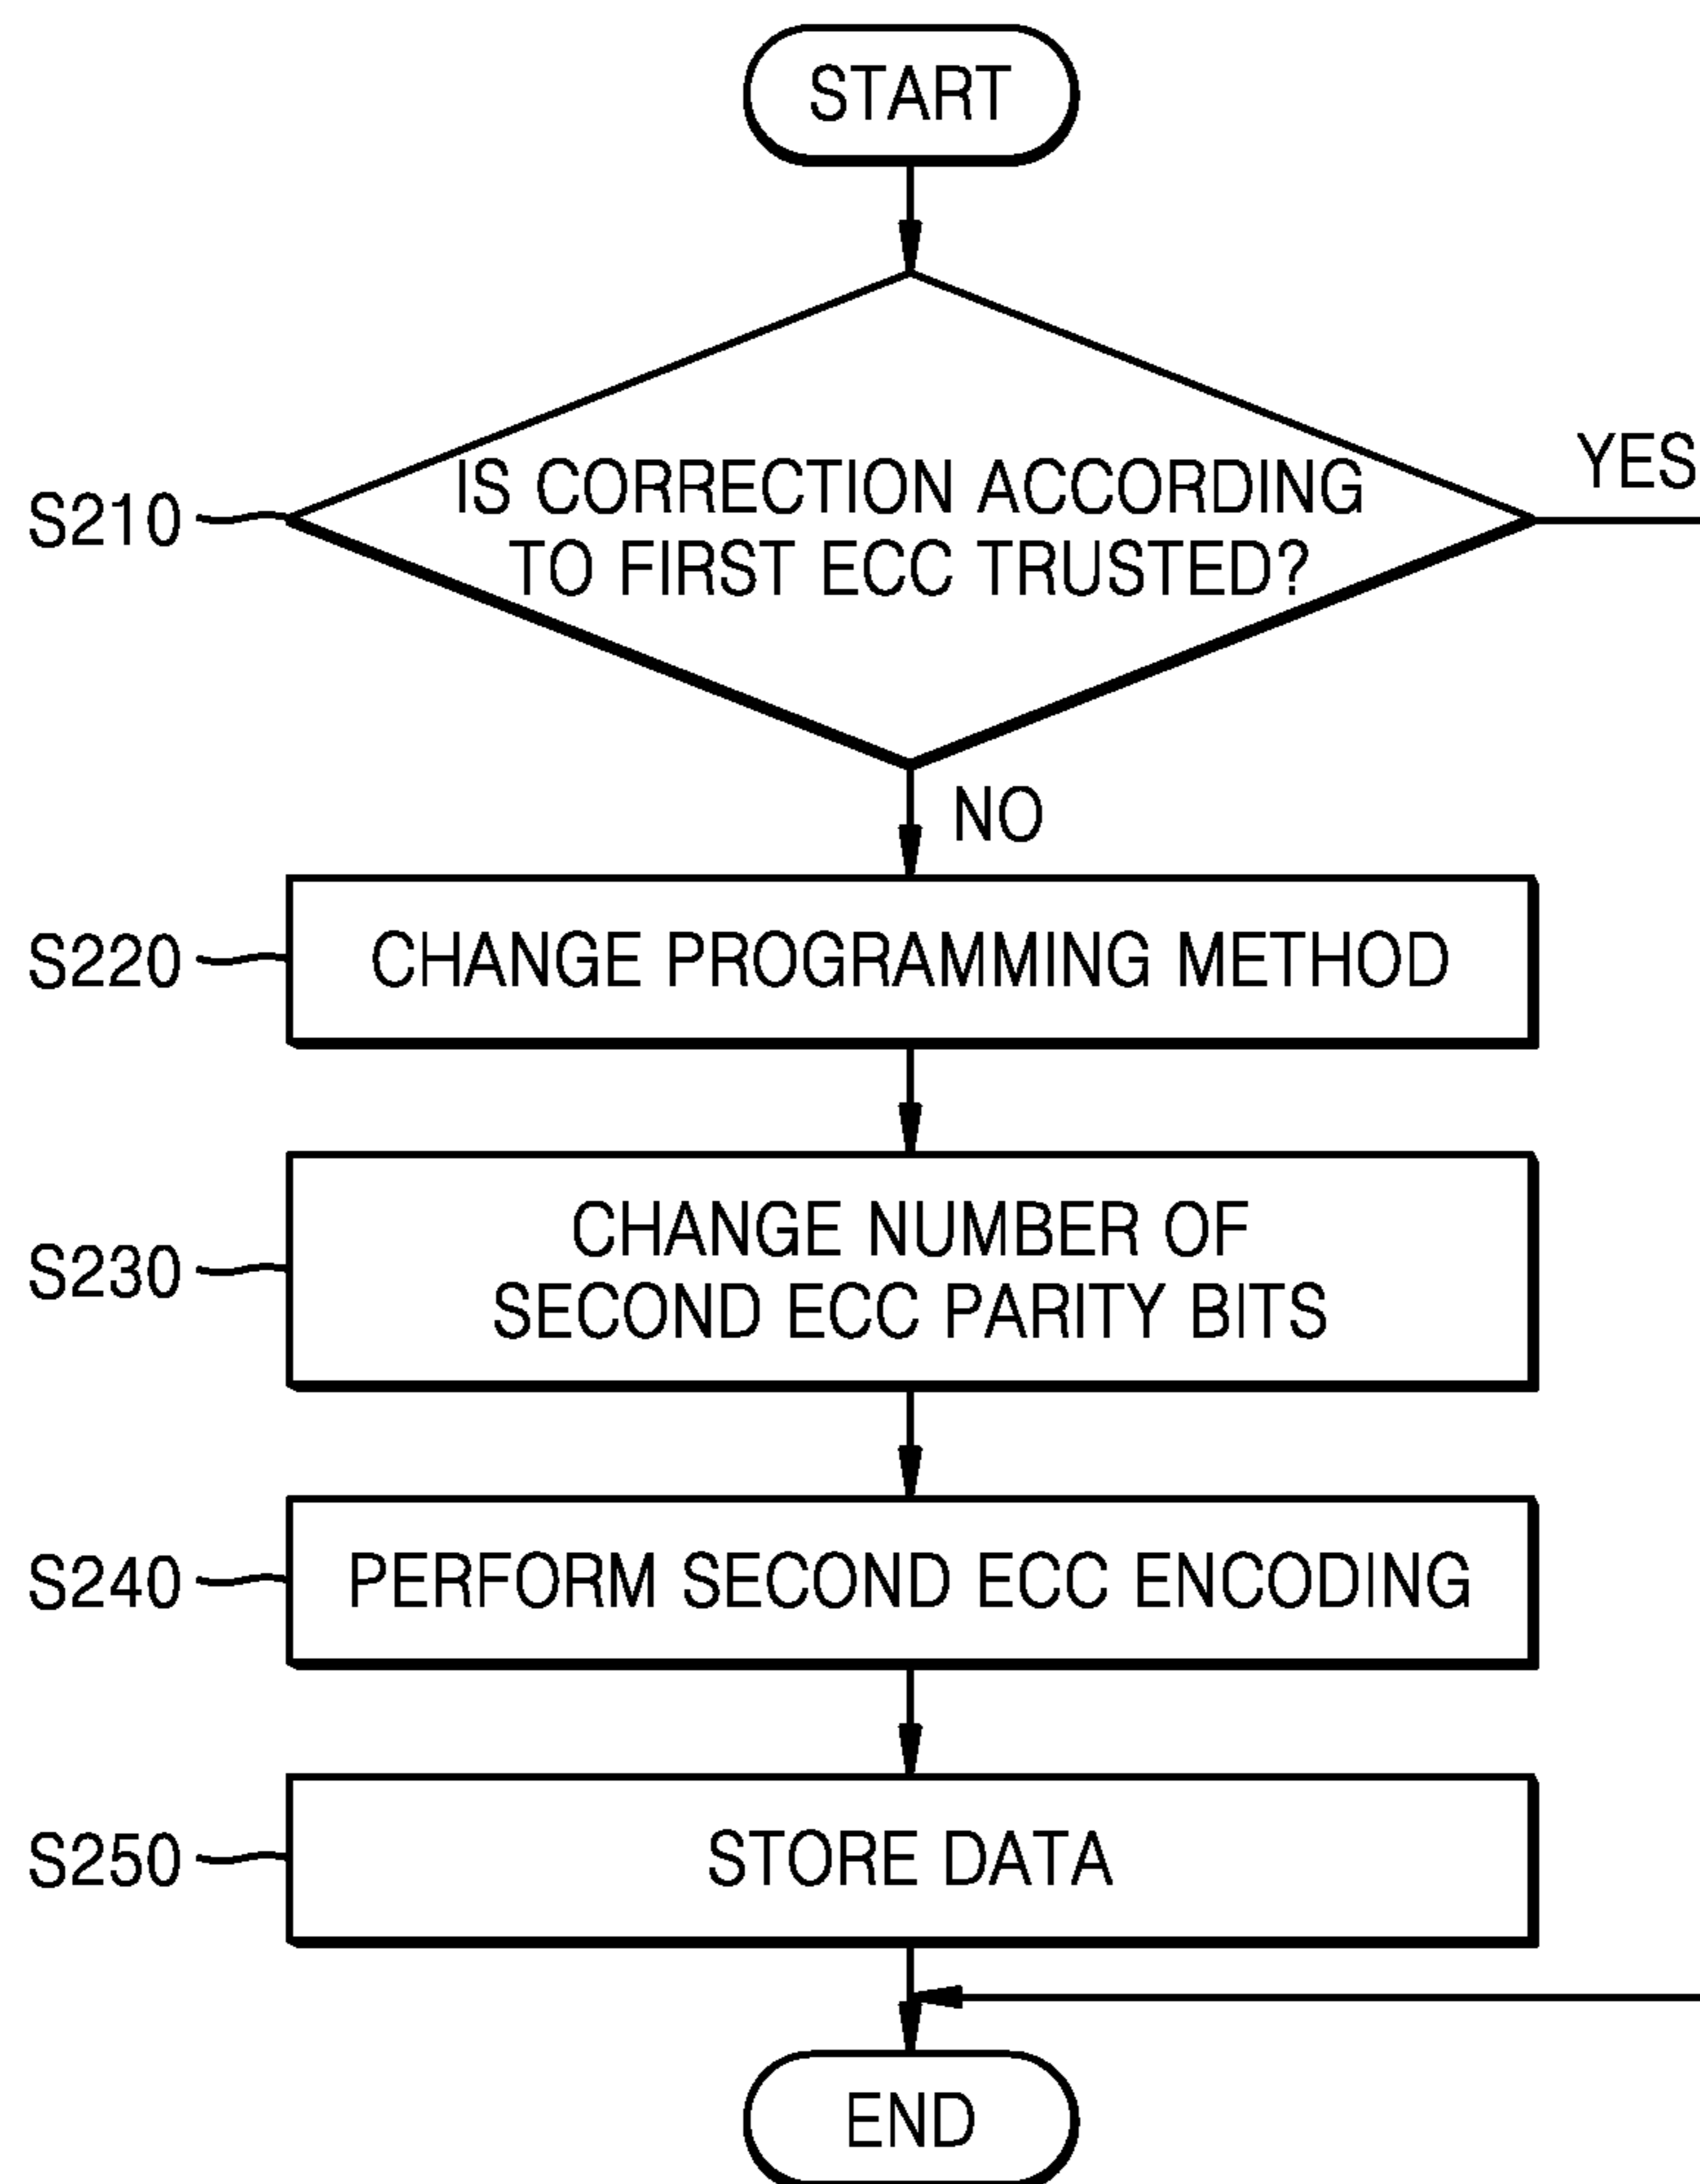 START
S210
IS CORRECTION ACCORDING
TO FIRST ECC TRUSTED?
YES
NO
S220
CHANGE PROGRAMMING METHOD
S230
CHANGE NUMBER OF
SECOND ECC PARITY BITS
S240
PERFORM SECOND ECC ENCODING
S250
STORE DATA
END